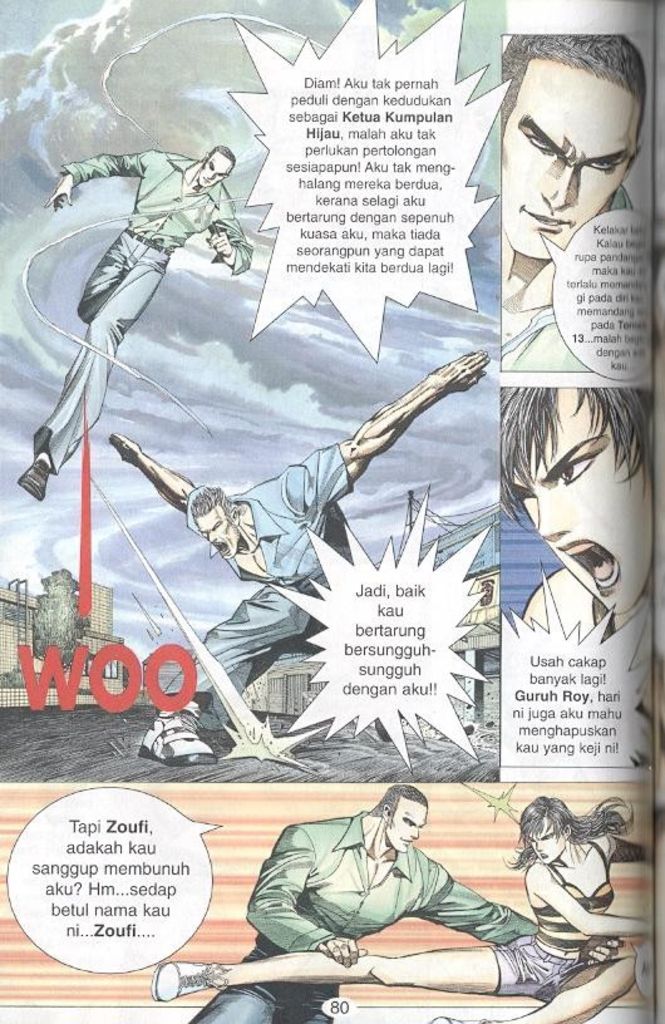 Diam! Aku tak pernah
peduli dengan kedudukan
sebagai Ketua Kumpulan
Hijau, malah aku tak
perlukan pertolongan
sesiapapun! Aku tak meng-
halang mereka berdua,
kerana selagi aku
bertarung dengan sepenuh
kuasa aku, maka tiada
seorangpun yang dapat
mendekati kita berdua lagi!
Kelakar
Kalau
rupa
maka kau
terlalu
gi pada diri
memandang
pada
13...malah
dengan
kau.
Jadi, baik
kau
bertarung
bersungguh-
sungguh
dengan aku!!
WOO
Usah cakap
banyak lagi!
Guruh Roy, hari
ni juga aku mahu
menghapuskan
kau yang keji ni!
Tapi Zoufi,
adakah kau
sanggup membunuh
aku? Hm...sedap
betul nama kau
ni...Zoufi....
80